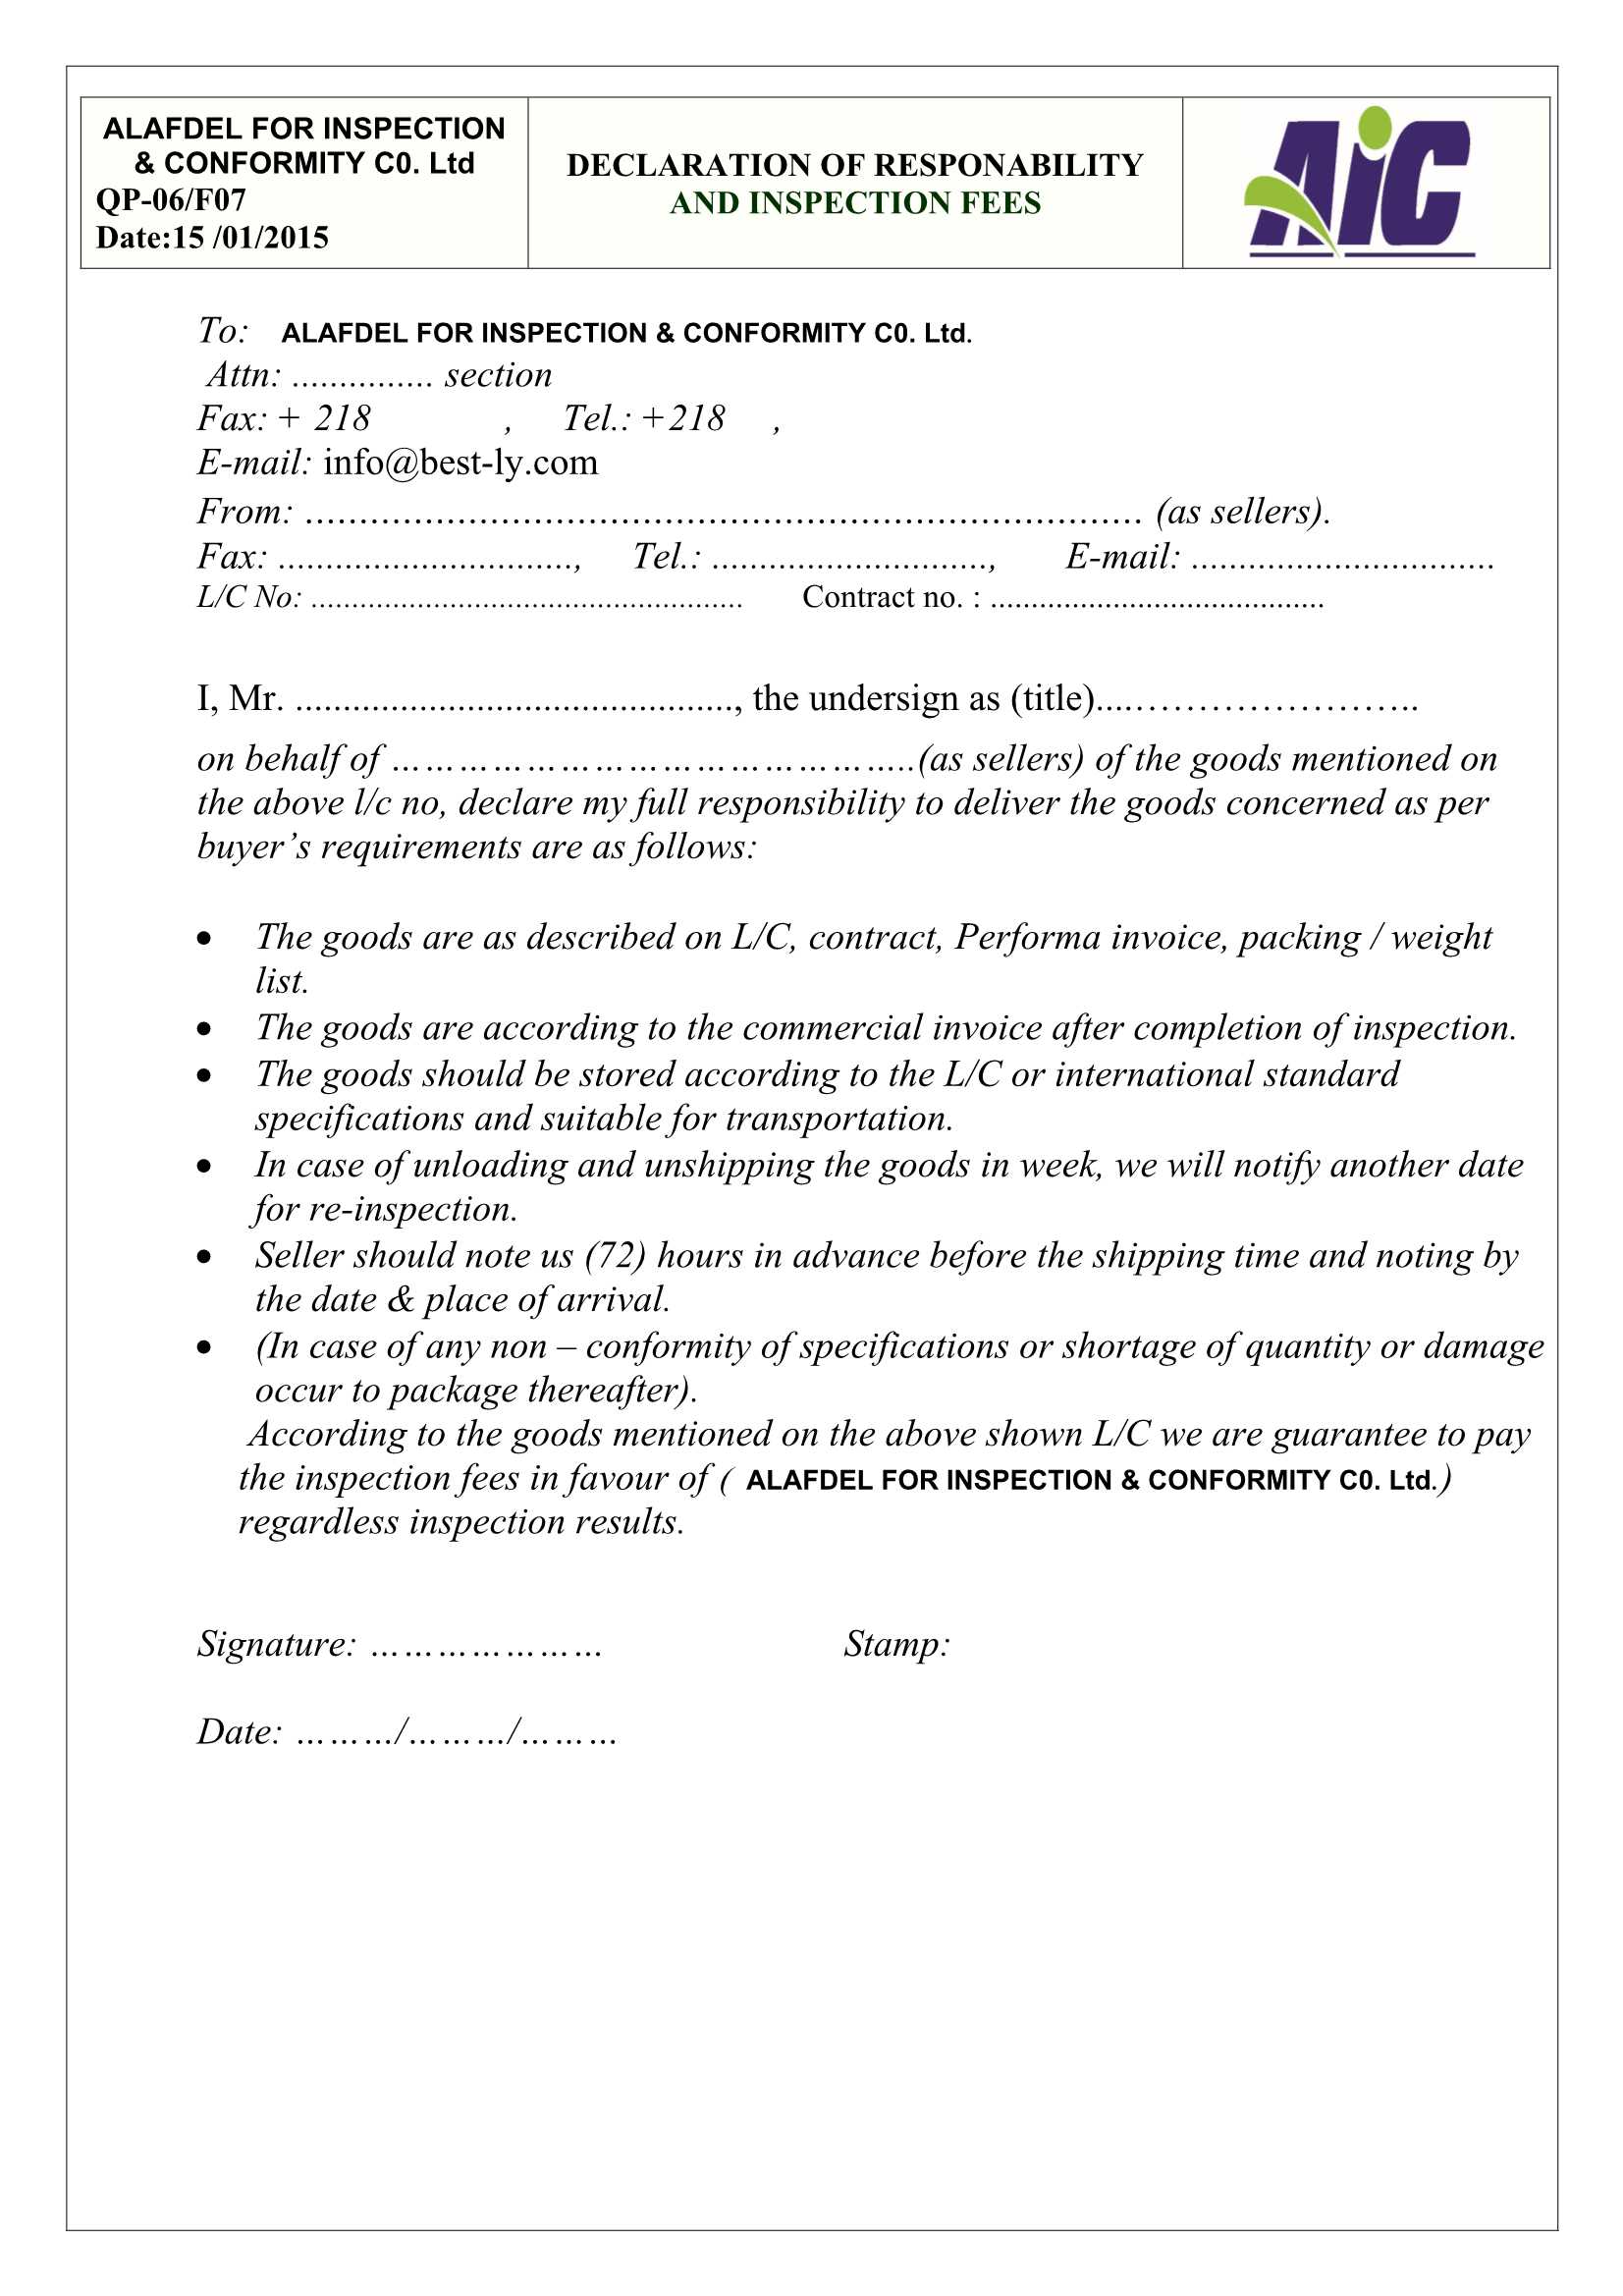 ALAFDEL FOR INSPECTION
& CONFORMITY C0. Ltd
QP-06/F07
Date:15 /01/2015
DECLARATION OF RESPONABILITY
AND INSPECTION FEES
AiC
To: ALAFDEL FOR INSPECTION & CONFORMITY C0. Ltd.
Attn: ............... section
Fax: + 218 , Tel.: +218 ,
E-mail: info@best-ly.com
From: ............................................................................. (as sellers).
Fax: ..............................., Tel.: ............................., E-mail: ................................
L/C No: ..................................................... Contract no. : .........................................
I, Mr. .............................................., the undersign as (title)....…………………..
on behalf of ………………………………………..(as sellers) of the goods mentioned on
the above l/c no, declare my full responsibility to deliver the goods concerned as per
buyer’s requirements are as follows:
• The goods are as described on L/C, contract, Performa invoice, packing / weight
list.
• The goods are according to the commercial invoice after completion of inspection.
• The goods should be stored according to the L/C or international standard
specifications and suitable for transportation.
• In case of unloading and unshipping the goods in week, we will notify another date
for re-inspection.
• Seller should note us (72) hours in advance before the shipping time and noting by
the date & place of arrival.
• (In case of any non – conformity of specifications or shortage of quantity or damage
occur to package thereafter).
According to the goods mentioned on the above shown L/C we are guarantee to pay
the inspection fees in favour of ( ALAFDEL FOR INSPECTION & CONFORMITY C0. Ltd.)
regardless inspection results.
Signature: ………………… Stamp:
Date: ………/………/………